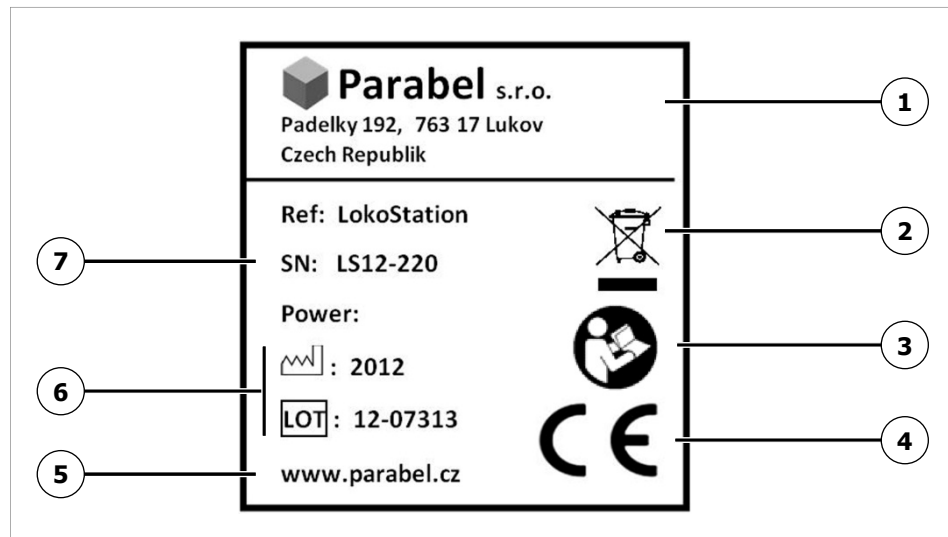 Parabel s.r.o.
Padelky 192, 763 17 Lukov
Czech Republik
1
Ref: LokoStation
2
7
SN: LS12-220
Power:
3
: 2012
6
LOT : 12-07313
4
5
www.parabel.cz
CE